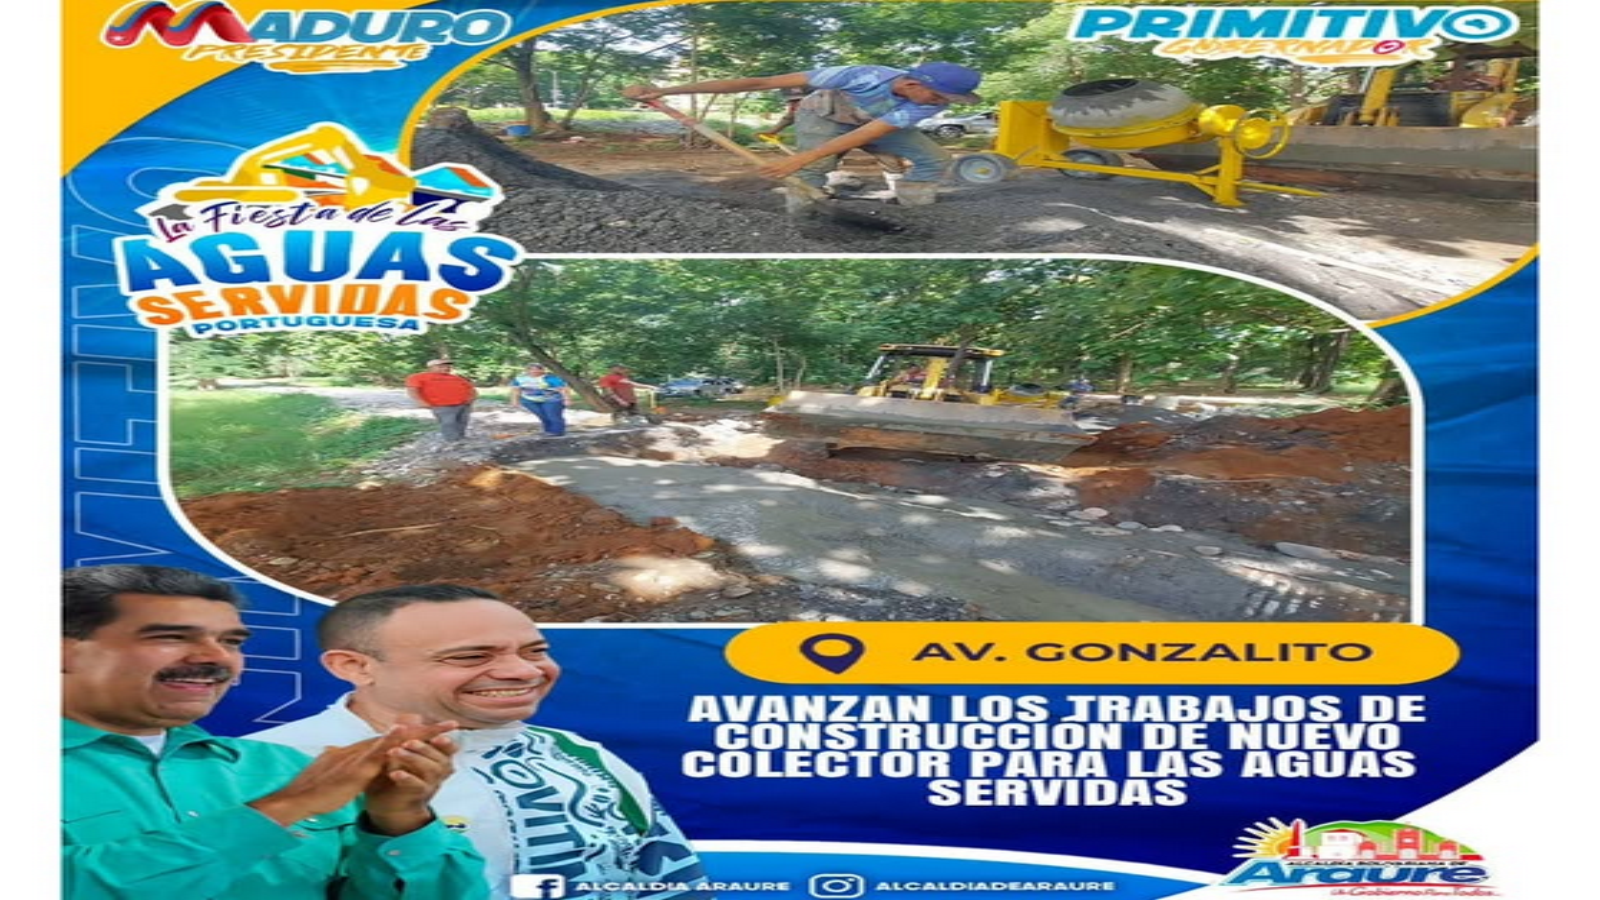 MADURO
PRESIDENTE
PRIMITIVO
GOBERNADOR
La Fiesta de las
AGUAS
SERVIDAS
PORTUGUESA
AV. GONZALITO
AVANZAN LOS TRABAJOS DE
CONSTRUCCIÓN DE NUEVO
COLECTOR PARA LAS AGUAS
SERVIDAS
ALCALDIA ARAURE
ALCALDIADEARAURE
Araure